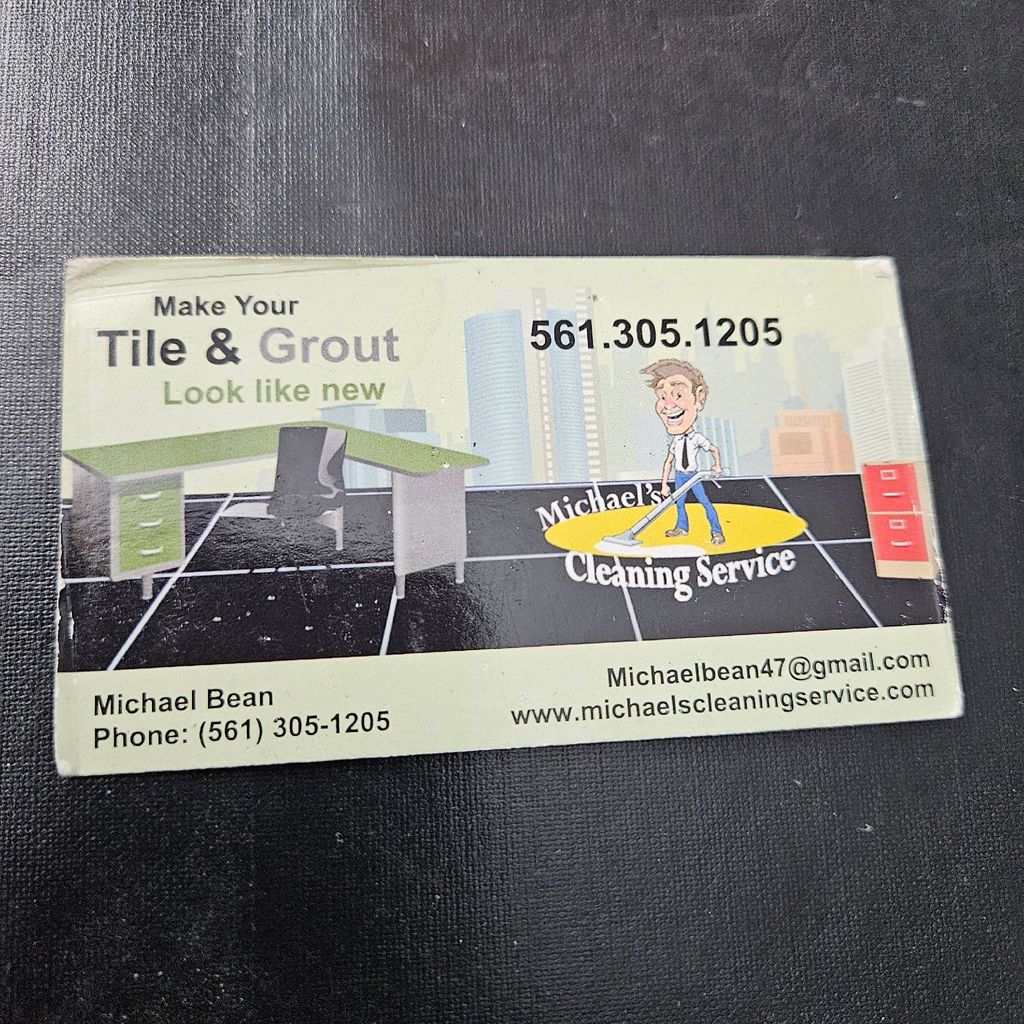 Make Your
Tile & Grout
Look like new
561.305.1205
Michael's
Cleaning Service
Michael Bean
Phone: (561) 305-1205
Michaelbean47@gmail.com
www.michaelscleaningservice.com